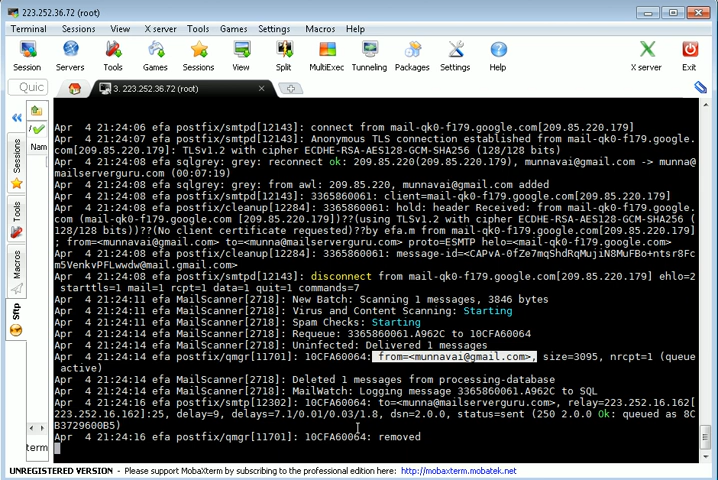 223.252.36.72 (root)
Terminal Sessions View X server Tools Games Settings Macros Help
Session Servers Tools Games Sessions View Split MultiExec Tunneling Packages Settings Help X server Exit
Quic
3. 223.252.36.72 (root)
Nam
Sessions
Tools
Macros
Sftp
term
Apr 4 21:24:06 efa postfix/smtpd[12143]: connect from mail-qk0-f179.google.com[209.85.220.179]
Apr 4 21:24:07 efa postfix/smtpd[12143]: Anonymous TLS connection established from mail-qk0-f179.google.
com[209.85.220.179]: TLSv1.2 with cipher ECDHE-RSA-AES128-GCM-SHA256 (128/128 bits)
Apr 4 21:24:08 efa sqlgrey: grey: reconnect ok: 209.85.220(209.85.220.179), munnavai@gmail.com -> munna@
mailserverguru.com (00:07:19)
Apr 4 21:24:08 efa sqlgrey: grey: from awl: 209.85.220, munnavai@gmail.com added
Apr 4 21:24:08 efa postfix/smtpd[12143]: 3365860061: client=mail-qk0-f179.google.com[209.85.220.179]
Apr 4 21:24:08 efa postfix/cleanup[12284]: 3365860061: hold: header Received: from mail-qk0-f179.google.
com (mail-qk0-f179.google.com [209.85.220.179])??(using TLSv1.2 with cipher ECDHE-RSA-AES128-GCM-SHA256 (
128/128 bits))??(No client certificate requested)??by efa.m from mail-qk0-f179.google.com[209.85.220.179]
; from=<munnavai@gmail.com> to=<munna@mailserverguru.com> proto=ESMTP helo=<mail-qk0-f179.google.com>
Apr 4 21:24:08 efa postfix/cleanup[12284]: 3365860061: message-id=<CAPvA-0fZe7mqShdRqMujiN8MuFBo+ntsr8Fc
m5VenkvPFLwwdw@mail.gmail.com>
Apr 4 21:24:08 efa postfix/smtpd[12143]: disconnect from mail-qk0-f179.google.com[209.85.220.179] ehlo=2
starttls=1 mail=1 rcpt=1 data=1 quit=1 commands=7
Apr 4 21:24:11 efa MailScanner[2718]: New Batch: Scanning 1 messages, 3846 bytes
Apr 4 21:24:11 efa MailScanner[2718]: Virus and Content Scanning: Starting
Apr 4 21:24:11 efa MailScanner[2718]: Spam Checks: Starting
Apr 4 21:24:14 efa MailScanner[2718]: Requeue: 3365860061.A962C to 10CFA60064
Apr 4 21:24:14 efa MailScanner[2718]: Uninfected: Delivered 1 messages
Apr 4 21:24:14 efa postfix/qmgr[11701]: 10CFA60064: from=<munnavai@gmail.com>, size=3095, nrcpt=1 (queue
active)
Apr 4 21:24:14 efa MailScanner[2718]: Deleted 1 messages from processing-database
Apr 4 21:24:14 efa MailScanner[2718]: MailWatch: Logging message 3365860061.A962C to SQL
Apr 4 21:24:16 efa postfix/smtp[12302]: 10CFA60064: to=<munna@mailserverguru.com>, relay=223.252.16.162[
223.252.16.162]:25, delay=9, delays=7.1/0.01/0.03/1.8, dsn=2.0.0, status=sent (250 2.0.0 Ok: queued as 8C
B3729600B5)
Apr 4 21:24:16 efa postfix/qmgr[11701]: 10CFA60064: removed
UNREGISTERED VERSION - Please support MobaXterm by subscribing to the professional edition here: http://mobaxterm.mobatek.net